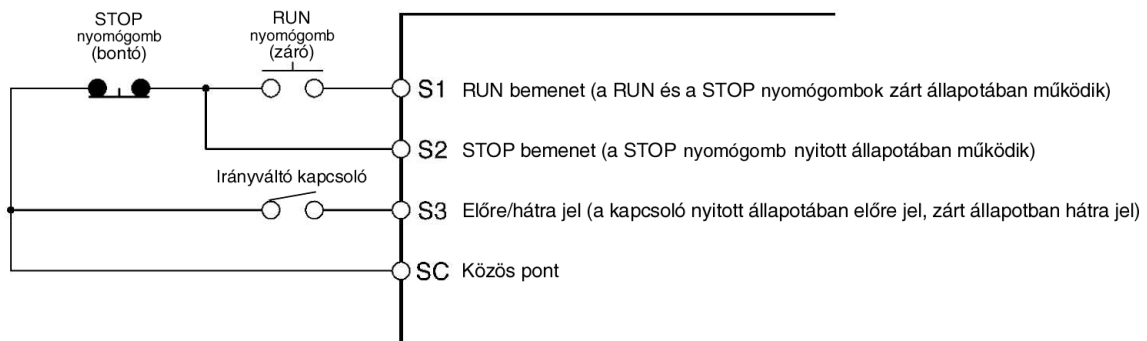 STOP
nyomógomb
(bontó)
RUN
nyomógomb
(záró)
S1 RUN bemenet (a RUN és a STOP nyomógombok zárt állapotában működik)
S2 STOP bemenet (a STOP nyomógomb nyitott állapotában működik)
Irányváltó kapcsoló
S3 Előre/hátra jel (a kapcsoló nyitott állapotában előre jel, zárt állapotban hátra jel)
SC Közös pont